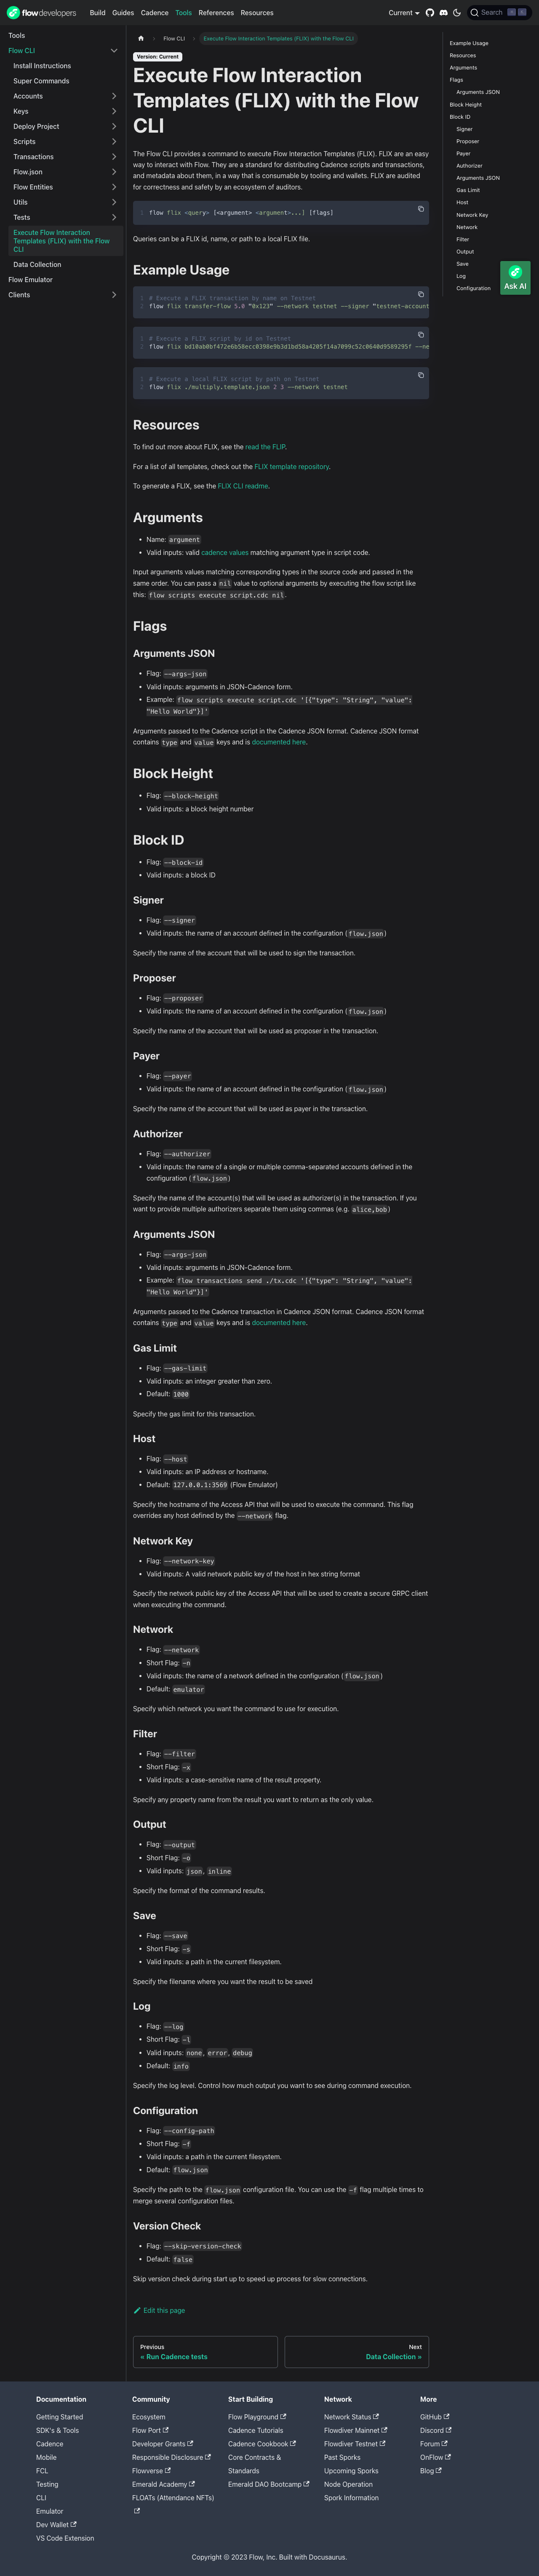 flow developers
Build Guides Cadence Tools References Resources
Current
Search
Tools
Flow CLI
Install Instructions
Super Commands
Accounts
Keys
Deploy Project
Scripts
Transactions
Flow.json
Flow Entities
Utils
Tests
Execute Flow Interaction
Templates (FLIX) with the Flow
CLI
Data Collection
Flow Emulator
Clients
Flow CLI
Execute Flow Interaction Templates (FLIX) with the Flow CLI
Version: Current
Execute Flow Interaction
Templates (FLIX) with the Flow
CLI
The Flow CLI provides a command to execute Flow Interaction Templates (FLIX). FLIX are an easy
way to interact with Flow. They are a standard for distributing Cadence scripts and transactions,
and metadata about them, in a way that is consumable by tooling and wallets. FLIX are audited
for correctness and safety by an ecosystem of auditors.
1 flow flix <query> [<argument> <argument>...] [flags]
Queries can be a FLIX id, name, or path to a local FLIX file.
Example Usage
1 # Execute a FLIX transaction by name on Testnet
2 flow flix transfer-flow 5.0 "0x123" --network testnet --signer "testnet-account
1 # Execute a FLIX script by id on Testnet
2 flow flix bd10ab0bf472e6b58ecc0398e9b3d1bd58a4205f14a7099c52c0640d9589295f --ne
1 # Execute a local FLIX script by path on Testnet
2 flow flix ./multiply.template.json 2 3 --network testnet
Resources
To find out more about FLIX, see the read the FLIP.
For a list of all templates, check out the FLIX template repository.
To generate a FLIX, see the FLIX CLI readme.
Arguments
• Name: argument
• Valid inputs: valid cadence values matching argument type in script code.
Input arguments values matching corresponding types in the source code and passed in the
same order. You can pass a nil value to optional arguments by executing the flow script like
this: flow scripts execute script.cdc nil.
Flags
Arguments JSON
• Flag: --args-json
• Valid inputs: arguments in JSON-Cadence form.
• Example: flow scripts execute script.cdc '[{"type": "String", "value":
"Hello World"}]'
Arguments passed to the Cadence script in the Cadence JSON format. Cadence JSON format
contains type and value keys and is documented here.
Block Height
• Flag: --block-height
• Valid inputs: a block height number
Block ID
• Flag: --block-id
• Valid inputs: a block ID
Signer
• Flag: --signer
• Valid inputs: the name of an account defined in the configuration (flow.json)
Specify the name of the account that will be used to sign the transaction.
Proposer
• Flag: --proposer
• Valid inputs: the name of an account defined in the configuration (flow.json)
Specify the name of the account that will be used as proposer in the transaction.
Payer
• Flag: --payer
• Valid inputs: the name of an account defined in the configuration (flow.json)
Specify the name of the account that will be used as payer in the transaction.
Authorizer
• Flag: --authorizer
• Valid inputs: the name of a single or multiple comma-separated accounts defined in the
configuration (flow.json)
Specify the name of the account(s) that will be used as authorizer(s) in the transaction. If you
want to provide multiple authorizers separate them using commas (e.g. alice,bob)
Arguments JSON
• Flag: --args-json
• Valid inputs: arguments in JSON-Cadence form.
• Example: flow transactions send ./tx.cdc '[{"type": "String", "value":
"Hello World"}]'
Arguments passed to the Cadence transaction in Cadence JSON format. Cadence JSON format
contains type and value keys and is documented here.
Gas Limit
• Flag: --gas-limit
• Valid inputs: an integer greater than zero.
• Default: 1000
Specify the gas limit for this transaction.
Host
• Flag: --host
• Valid inputs: an IP address or hostname.
• Default: 127.0.0.1:3569 (Flow Emulator)
Specify the hostname of the Access API that will be used to execute the command. This flag
overrides any host defined by the --network flag.
Network Key
• Flag: --network-key
• Valid inputs: A valid network public key of the host in hex string format
Specify the network public key of the Access API that will be used to create a secure GRPC client
when executing the command.
Network
• Flag: --network
• Short Flag: -n
• Valid inputs: the name of a network defined in the configuration (flow.json)
• Default: emulator
Specify which network you want the command to use for execution.
Filter
• Flag: --filter
• Short Flag: -x
• Valid inputs: a case-sensitive name of the result property.
Specify any property name from the result you want to return as the only value.
Output
• Flag: --output
• Short Flag: -o
• Valid inputs: json, inline
Specify the format of the command results.
Save
• Flag: --save
• Short Flag: -s
• Valid inputs: a path in the current filesystem.
Specify the filename where you want the result to be saved
Log
• Flag: --log
• Short Flag: -l
• Valid inputs: none, error, debug
• Default: info
Specify the log level. Control how much output you want to see during command execution.
Configuration
• Flag: --config-path
• Short Flag: -f
• Valid inputs: a path in the current filesystem.
• Default: flow.json
Specify the path to the flow.json configuration file. You can use the -f flag multiple times to
merge several configuration files.
Version Check
• Flag: --skip-version-check
• Default: false
Skip version check during start up to speed up process for slow connections.
Edit this page
Previous
« Run Cadence tests
Next
Data Collection »
Example Usage
Resources
Arguments
Flags
Arguments JSON
Block Height
Block ID
Signer
Proposer
Payer
Authorizer
Arguments JSON
Gas Limit
Host
Network Key
Network
Filter
Output
Save
Log
Configuration
Ask AI
Documentation
Getting Started
SDK's & Tools
Cadence
Mobile
FCL
Testing
CLI
Emulator
Dev Wallet
VS Code Extension
Community
Ecosystem
Flow Port
Developer Grants
Responsible Disclosure
Flowverse
Emerald Academy
FLOATs (Attendance NFTs)
Start Building
Flow Playground
Cadence Tutorials
Cadence Cookbook
Core Contracts &
Standards
Emerald DAO Bootcamp
Network
Network Status
Flowdiver Mainnet
Flowdiver Testnet
Past Sporks
Upcoming Sporks
Node Operation
Spork Information
More
GitHub
Discord
Forum
OnFlow
Blog
Copyright © 2023 Flow, Inc. Built with Docusaurus.